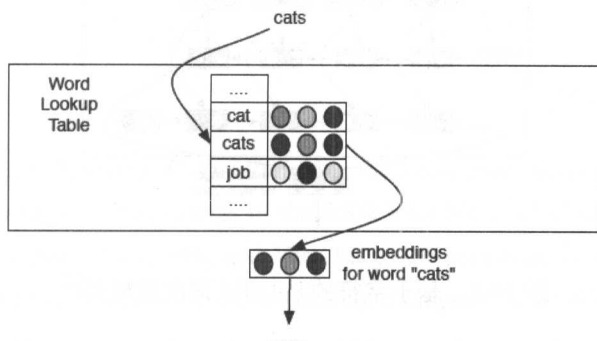 cats
Word
Lookup
Table
....
cat
cats
job
....
embeddings
for word "cats"